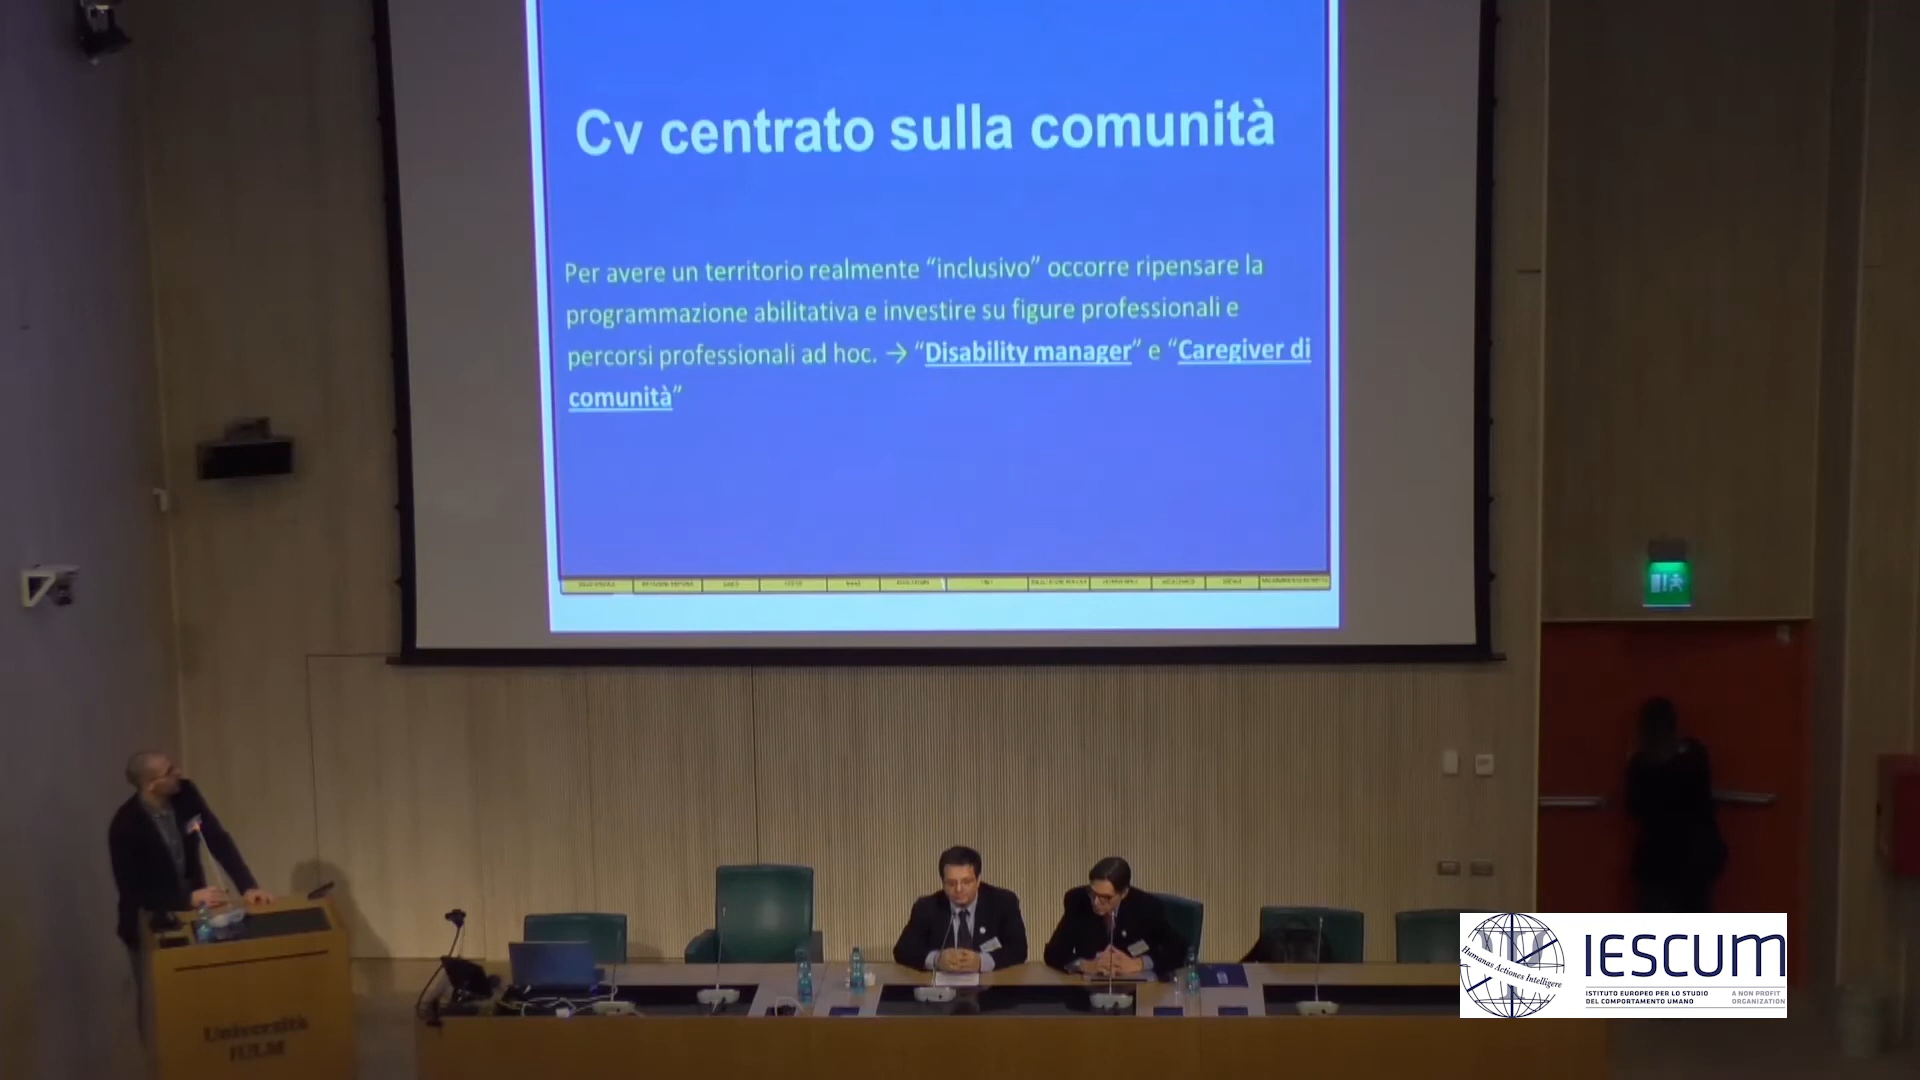 Cv centrato sulla comunità
Per avere un territorio realmente “inclusivo” occorre ripensare la
programmazione abilitativa e investire su figure professionali e
percorsi professionali ad hoc. → “Disability manager” e “Caregiver di
comunità”
Università
IULM
Humanas Actiones Intelligere
IESCUM
ISTITUTO EUROPEO PER LO STUDIO
DEL COMPORTAMENTO UMANO
A NON PROFIT
ORGANIZATION